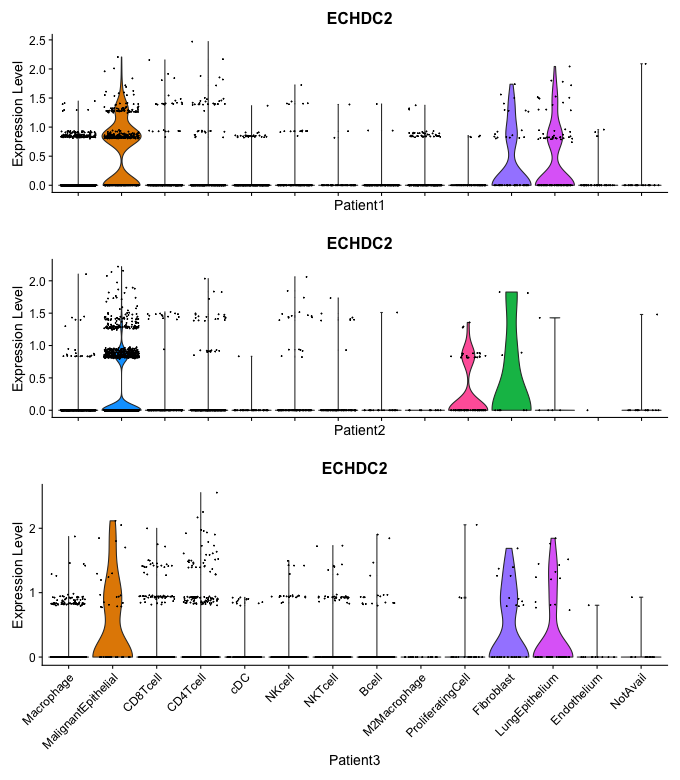 ECHDC2
Expression Level
2.5
2.0
1.5
1.0
0.5
0.0
Patient1
ECHDC2
Expression Level
2.0
1.5
1.0
0.5
0.0
Patient2
ECHDC2
Expression Level
2
1
0
Macrophage
MalignantEpithelial
CD8Tcell
CD4Tcell
cDC
NKcell
NKTcell
Bcell
M2Macrophage
ProliferatingCell
Fibroblast
LungEpithelium
Endothelium
NotAvail
Patient3